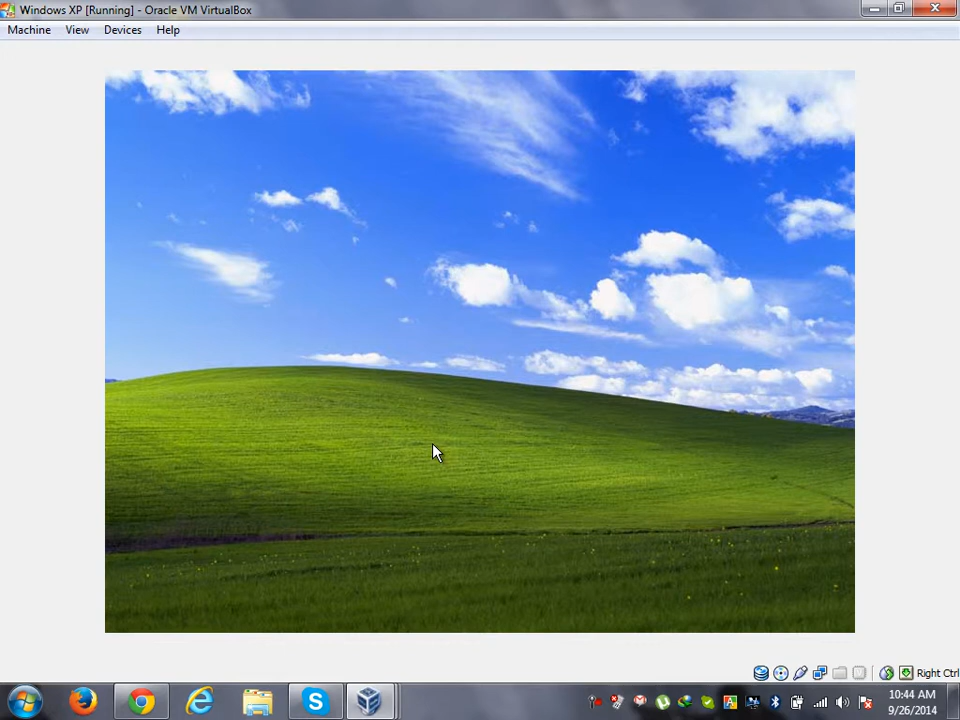 Windows XP [Running] - Oracle VM VirtualBox
Machine View Devices Help
Right Ctrl
10:44 AM
9/26/2014